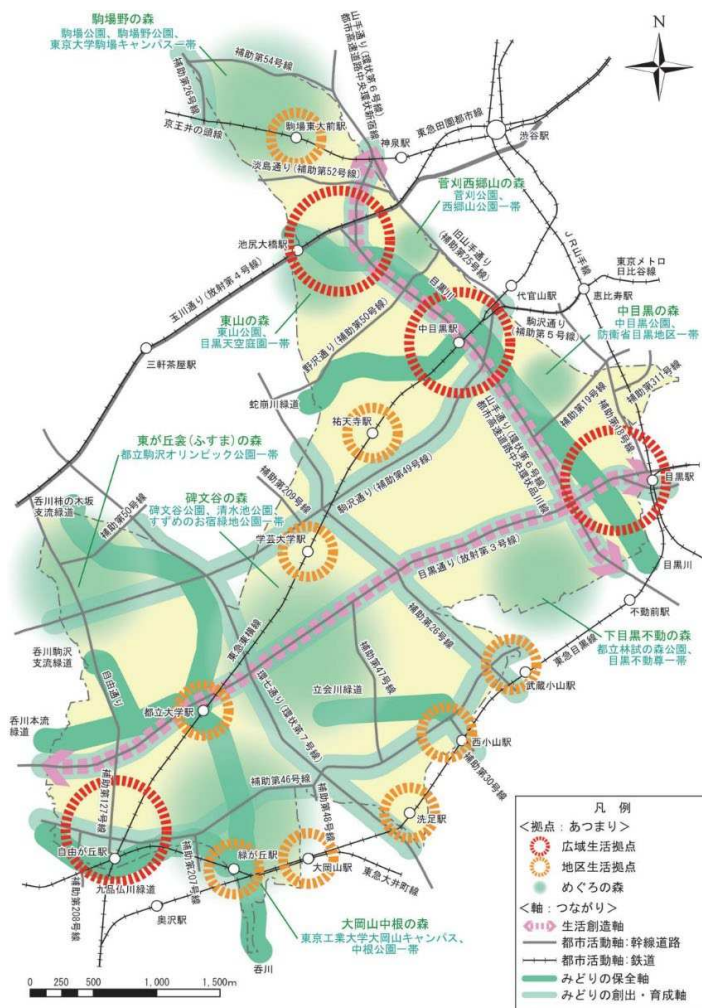 駒場野の森
駒場公園、駒場野公園、
東京大学駒場キャンパス一帯
補助第54号線
補助第26号線
山手通り(環状第6号線)
都市高速道路中央環状新宿線
N
東急田園都市線
渋谷駅
京王井の頭線
駒場東大前駅
神泉駅
淡島通り(補助第52号線)
菅刈西郷山の森
菅刈公園、
西郷山公園一帯
旧山手通り
(補助第25号線)
池尻大橋駅
玉川通り(放射第4号線)
目黒川
JR山手線
東京メトロ
日比谷線
代官山駅
恵比寿駅
東山の森
東山公園、
目黒天空庭園一帯
野沢通り(補助第50号線)
中目黒駅
駒沢通り
(補助第5号線)
中目黒の森
中目黒公園、
防衛省目黒地区一帯
三軒茶屋駅
蛇崩川緑道
補助第19号線
補助第311号線
補助第18号線
祐天寺駅
山手通り(環状第6号線)
都市高速道路中央環状品川線
東が丘衾(ふすま)の森
都立駒沢オリンピック公園一帯
補助第209号線
駒沢通り(補助第49号線)
目黒駅
呑川柿の木坂
支流緑道
補助第50号線
碑文谷の森
碑文谷公園、清水池公園、
すずめのお宿緑地公園一帯
学芸大学駅
目黒通り(放射第3号線)
目黒川
不動前駅
下目黒不動の森
都立林試の森公園、
目黒不動尊一帯
呑川駒沢
支流緑道
東急東横線
補助第26号線
東急目黒線
自由通り
環七通り(環状第7号線)
補助第47号線
武蔵小山駅
立会川緑道
都立大学駅
呑川本流
緑道
西小山駅
補助第30号線
補助第46号線
補助第127号線
補助第48号線
洗足駅
自由が丘駅
緑が丘駅
大岡山駅
九品仏川緑道
補助第207号線
東急大井町線
補助第208号線
奥沢駅
大岡山中根の森
東京工業大学大岡山キャンパス、
中根公園一帯
呑川
0 500 1,000 1,500m
250
凡 例
<拠点:あつまり>
広域生活拠点
地区生活拠点
めぐろの森
<軸:つながり>
生活創造軸
都市活動軸:幹線道路
都市活動軸:鉄道
みどりの保全軸
みどりの創出・育成軸